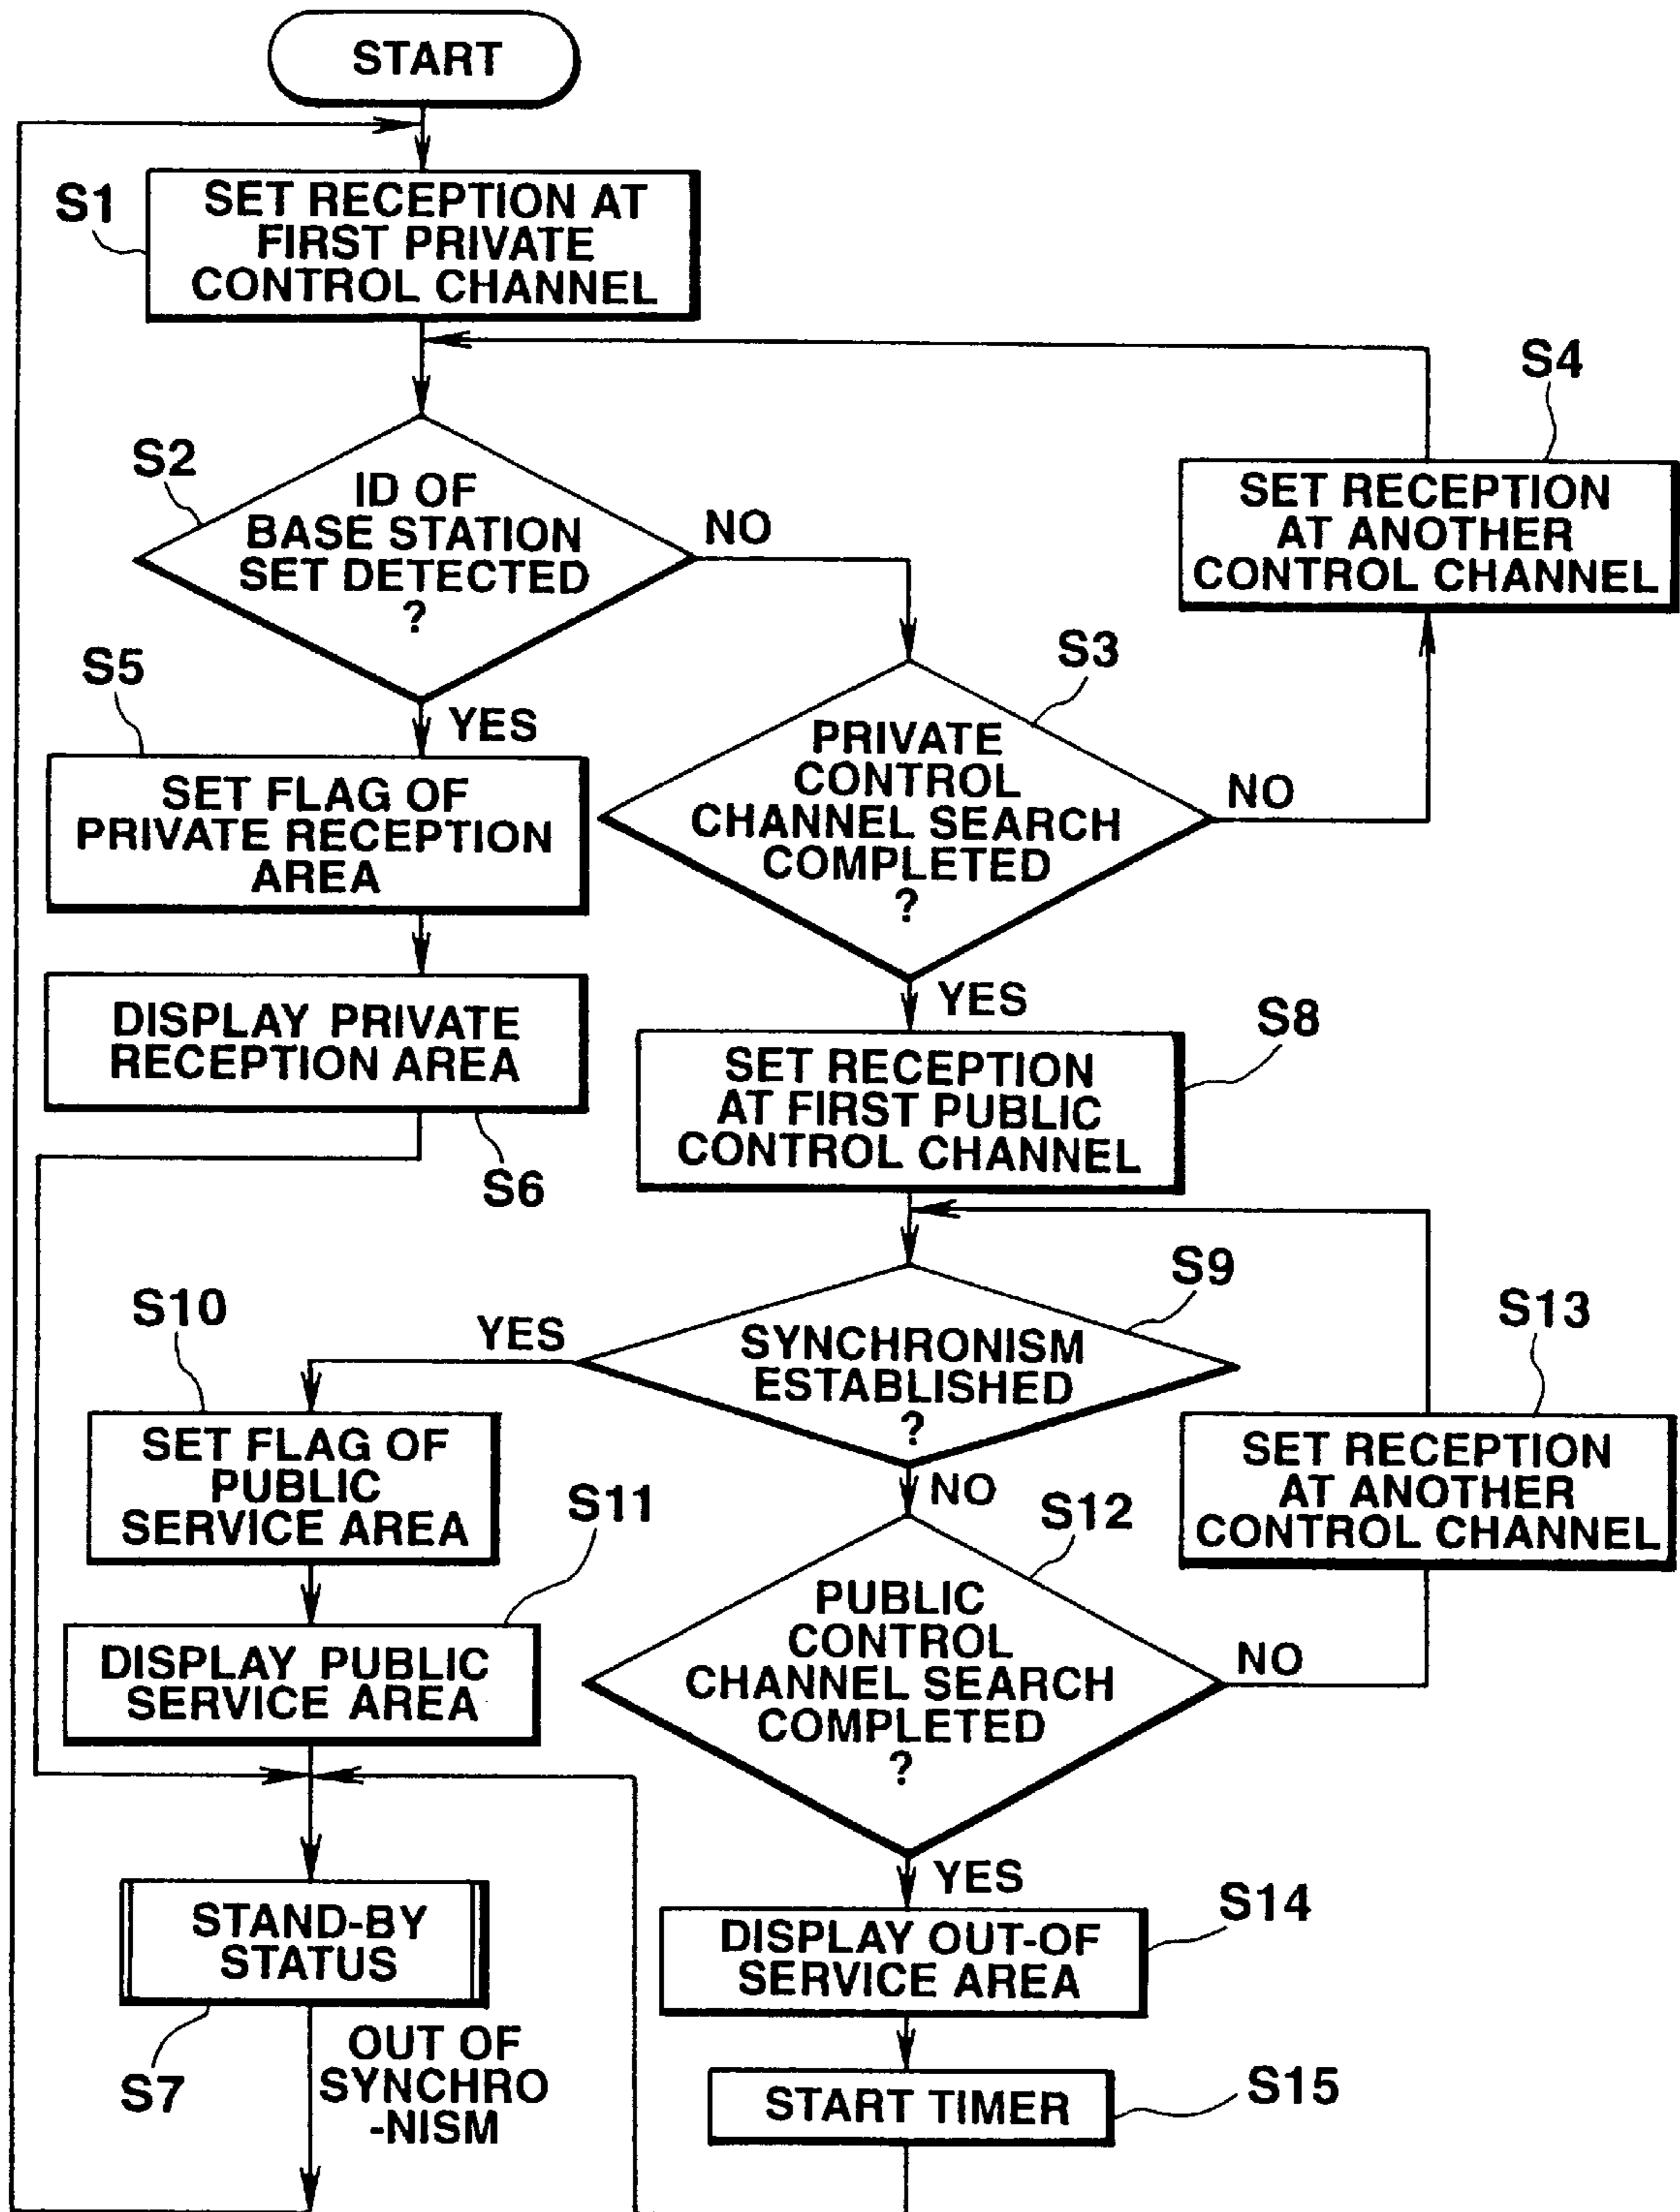 START
S1
SET RECEPTION AT
FIRST PRIVATE
CONTROL CHANNEL
S2
ID OF
BASE STATION
SET DETECTED
?
NO
S4
SET RECEPTION
AT ANOTHER
CONTROL CHANNEL
S5
YES
S3
PRIVATE
CONTROL
CHANNEL SEARCH
COMPLETED
?
NO
SET FLAG OF
PRIVATE RECEPTION
AREA
DISPLAY PRIVATE
RECEPTION AREA
S6
YES
S8
SET RECEPTION
AT FIRST PUBLIC
CONTROL CHANNEL
S9
SYNCHRONISM
ESTABLISHED
?
YES
S10
SET FLAG OF
PUBLIC
SERVICE AREA
S11
DISPLAY PUBLIC
SERVICE AREA
NO
S12
PUBLIC
CONTROL
CHANNEL SEARCH
COMPLETED
?
NO
S13
SET RECEPTION
AT ANOTHER
CONTROL CHANNEL
STAND-BY
STATUS
S7
OUT OF
SYNCHRO
-NISM
YES
S14
DISPLAY OUT-OF
SERVICE AREA
START TIMER
S15